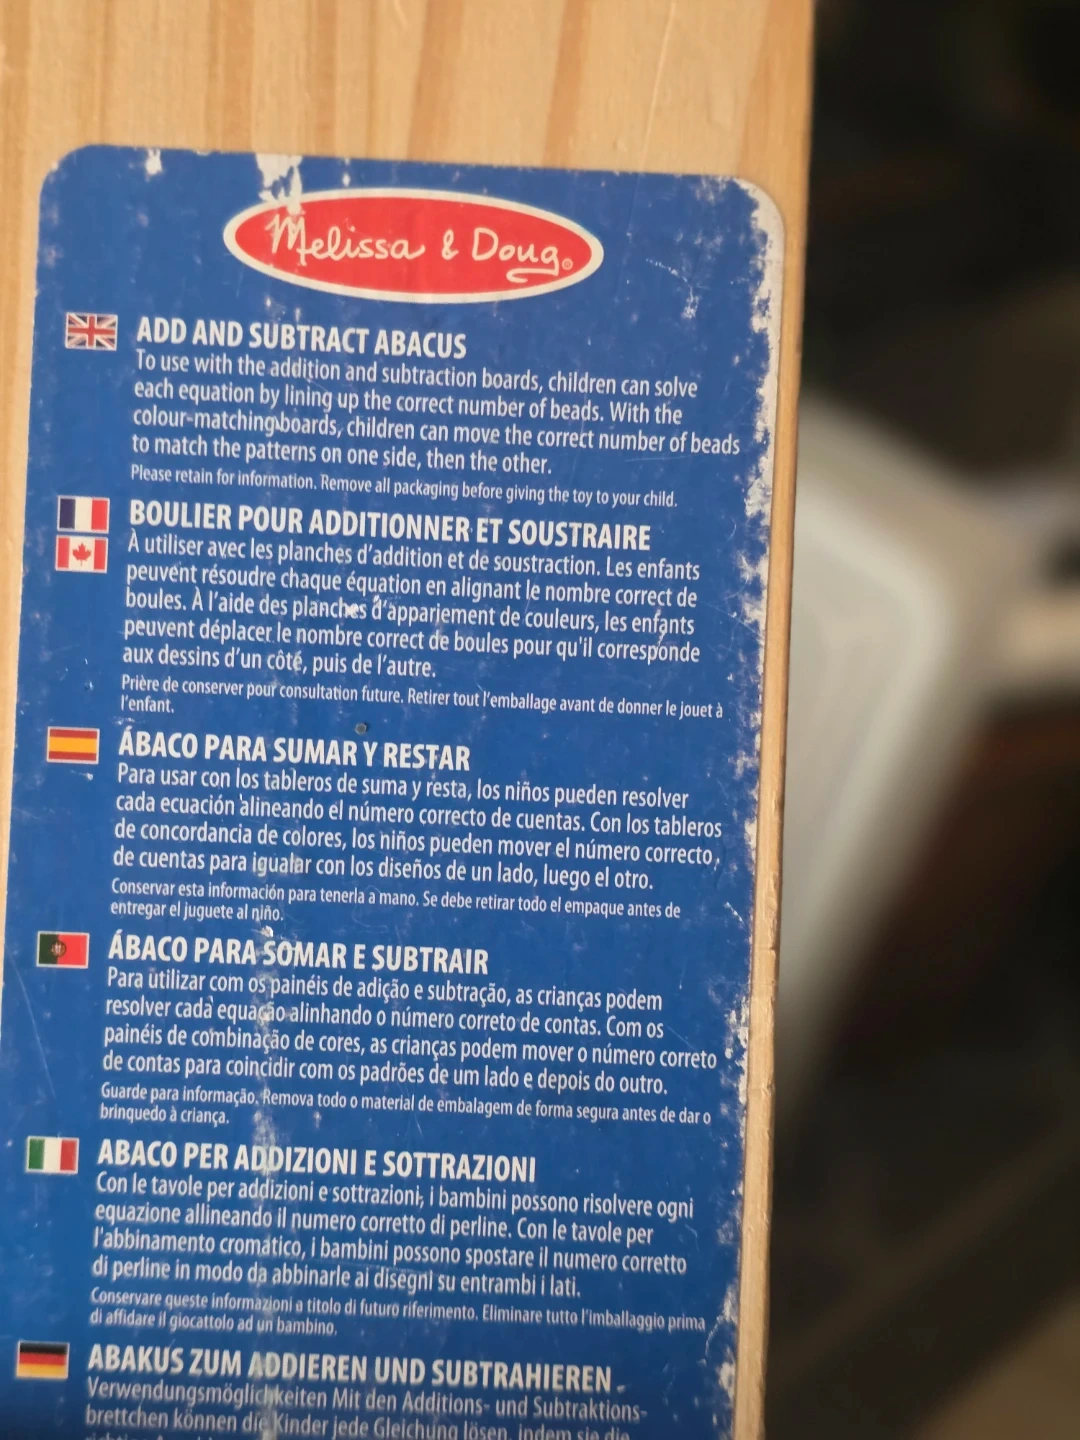 Melissa & Doug®
ADD AND SUBTRACT ABACUS
To use with the addition and subtraction boards, children can solve
each equation by lining up the correct number of beads. With the
colour-matching boards, children can move the correct number of beads
to match the patterns on one side, then the other.
Please retain for information. Remove all packaging before giving the toy to your child.
BOULIER POUR ADDITIONNER ET SOUSTRAIRE
À utiliser avec les planches d'addition et de soustraction. Les enfants
peuvent résoudre chaque équation en alignant le nombre correct de
boules. À l'aide des planches d'appariement de couleurs, les enfants
peuvent déplacer le nombre correct de boules pour qu'il corresponde
aux dessins d'un côté, puis de l'autre.
Prière de conserver pour consultation future. Retirer tout l'emballage avant de donner le jouet à
l'enfant.
ÁBACO PARA SUMAR Y RESTAR
Para usar con los tableros de suma y resta, los niños pueden resolver
cada ecuación alineando el número correcto de cuentas. Con los tableros
de concordancia de colores, los niños pueden mover el número correcto
de cuentas para igualar con los diseños de un lado, luego el otro.
Conservar esta información para tenerla a mano. Se debe retirar todo el empaque antes de
entregar el juguete al niño.
ÁBACO PARA SOMAR E SUBTRAIR
Para utilizar com os painéis de adição e subtração, as crianças podem
resolver cada equação alinhando o número correto de contas. Com os
painéis de combinação de cores, as crianças podem mover o número correto
de contas para coincidir com os padrões de um lado e depois do outro.
Guarde para informação. Remova todo o material de embalagem de forma segura antes de dar o
brinquedo à criança.
ABACO PER ADDIZIONI E SOTTRAZIONI
Con le tavole per addizioni e sottrazioni, i bambini possono risolvere ogni
equazione allineando il numero corretto di perline. Con le tavole per
l'abbinamento cromatico, i bambini possono spostare il numero corretto
di perline in modo da abbinarle ai disegni su entrambi i lati.
Conservare queste informazioni a titolo di futuro riferimento. Eliminare tutto l'imballaggio prima
di affidare il giocattolo ad un bambino.
ABAKUS ZUM ADDIEREN UND SUBTRAHIEREN
Verwendungsmöglichkeiten Mit den Additions- und Subtraktions-
brettchen können die Kinder jede Gleichung lösen, indem sie die